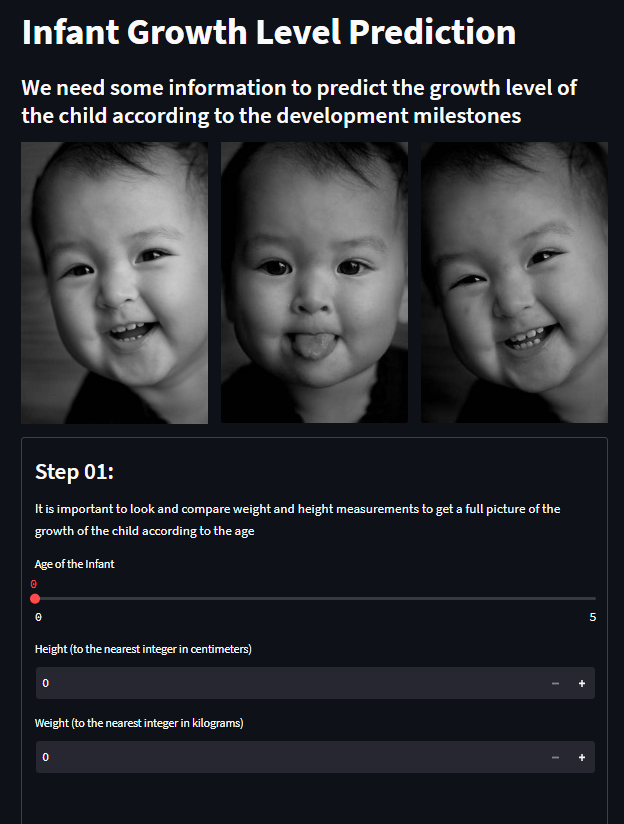 Infant Growth Level Prediction
We need some information to predict the growth level of
the child according to the development milestones
Step 01:
It is important to look and compare weight and height measurements to get a full picture of the
growth of the child according to the age
Age of the Infant
0
0 5
Height (to the nearest integer in centimeters)
0 − +
Weight (to the nearest integer in kilograms)
0 − +